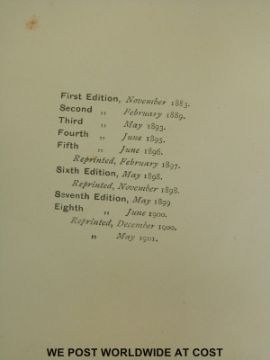 First Edition, November 1883.
Second „ February 1889.
Third „ May 1893.
Fourth „ June 1895.
Fifth „ June 1896.
Reprinted, February 1897.
Sixth Edition, May 1898.
Reprinted, November 1898.
Seventh Edition, May 1899
Eighth „ June 1900.
Reprinted, December 1900.
„ May 1901.
WE POST WORLDWIDE AT COST